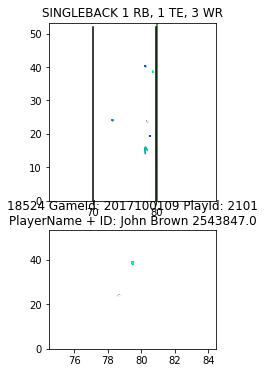 SINGLEBACK 1 RB, 1 TE, 3 WR
50
40
30
20
10
0
70 80
18524 GameId: 2017100109 PlayId: 2101
PlayerName + ID: John Brown 2543847.0
40
20
0
76 78 80 82 84